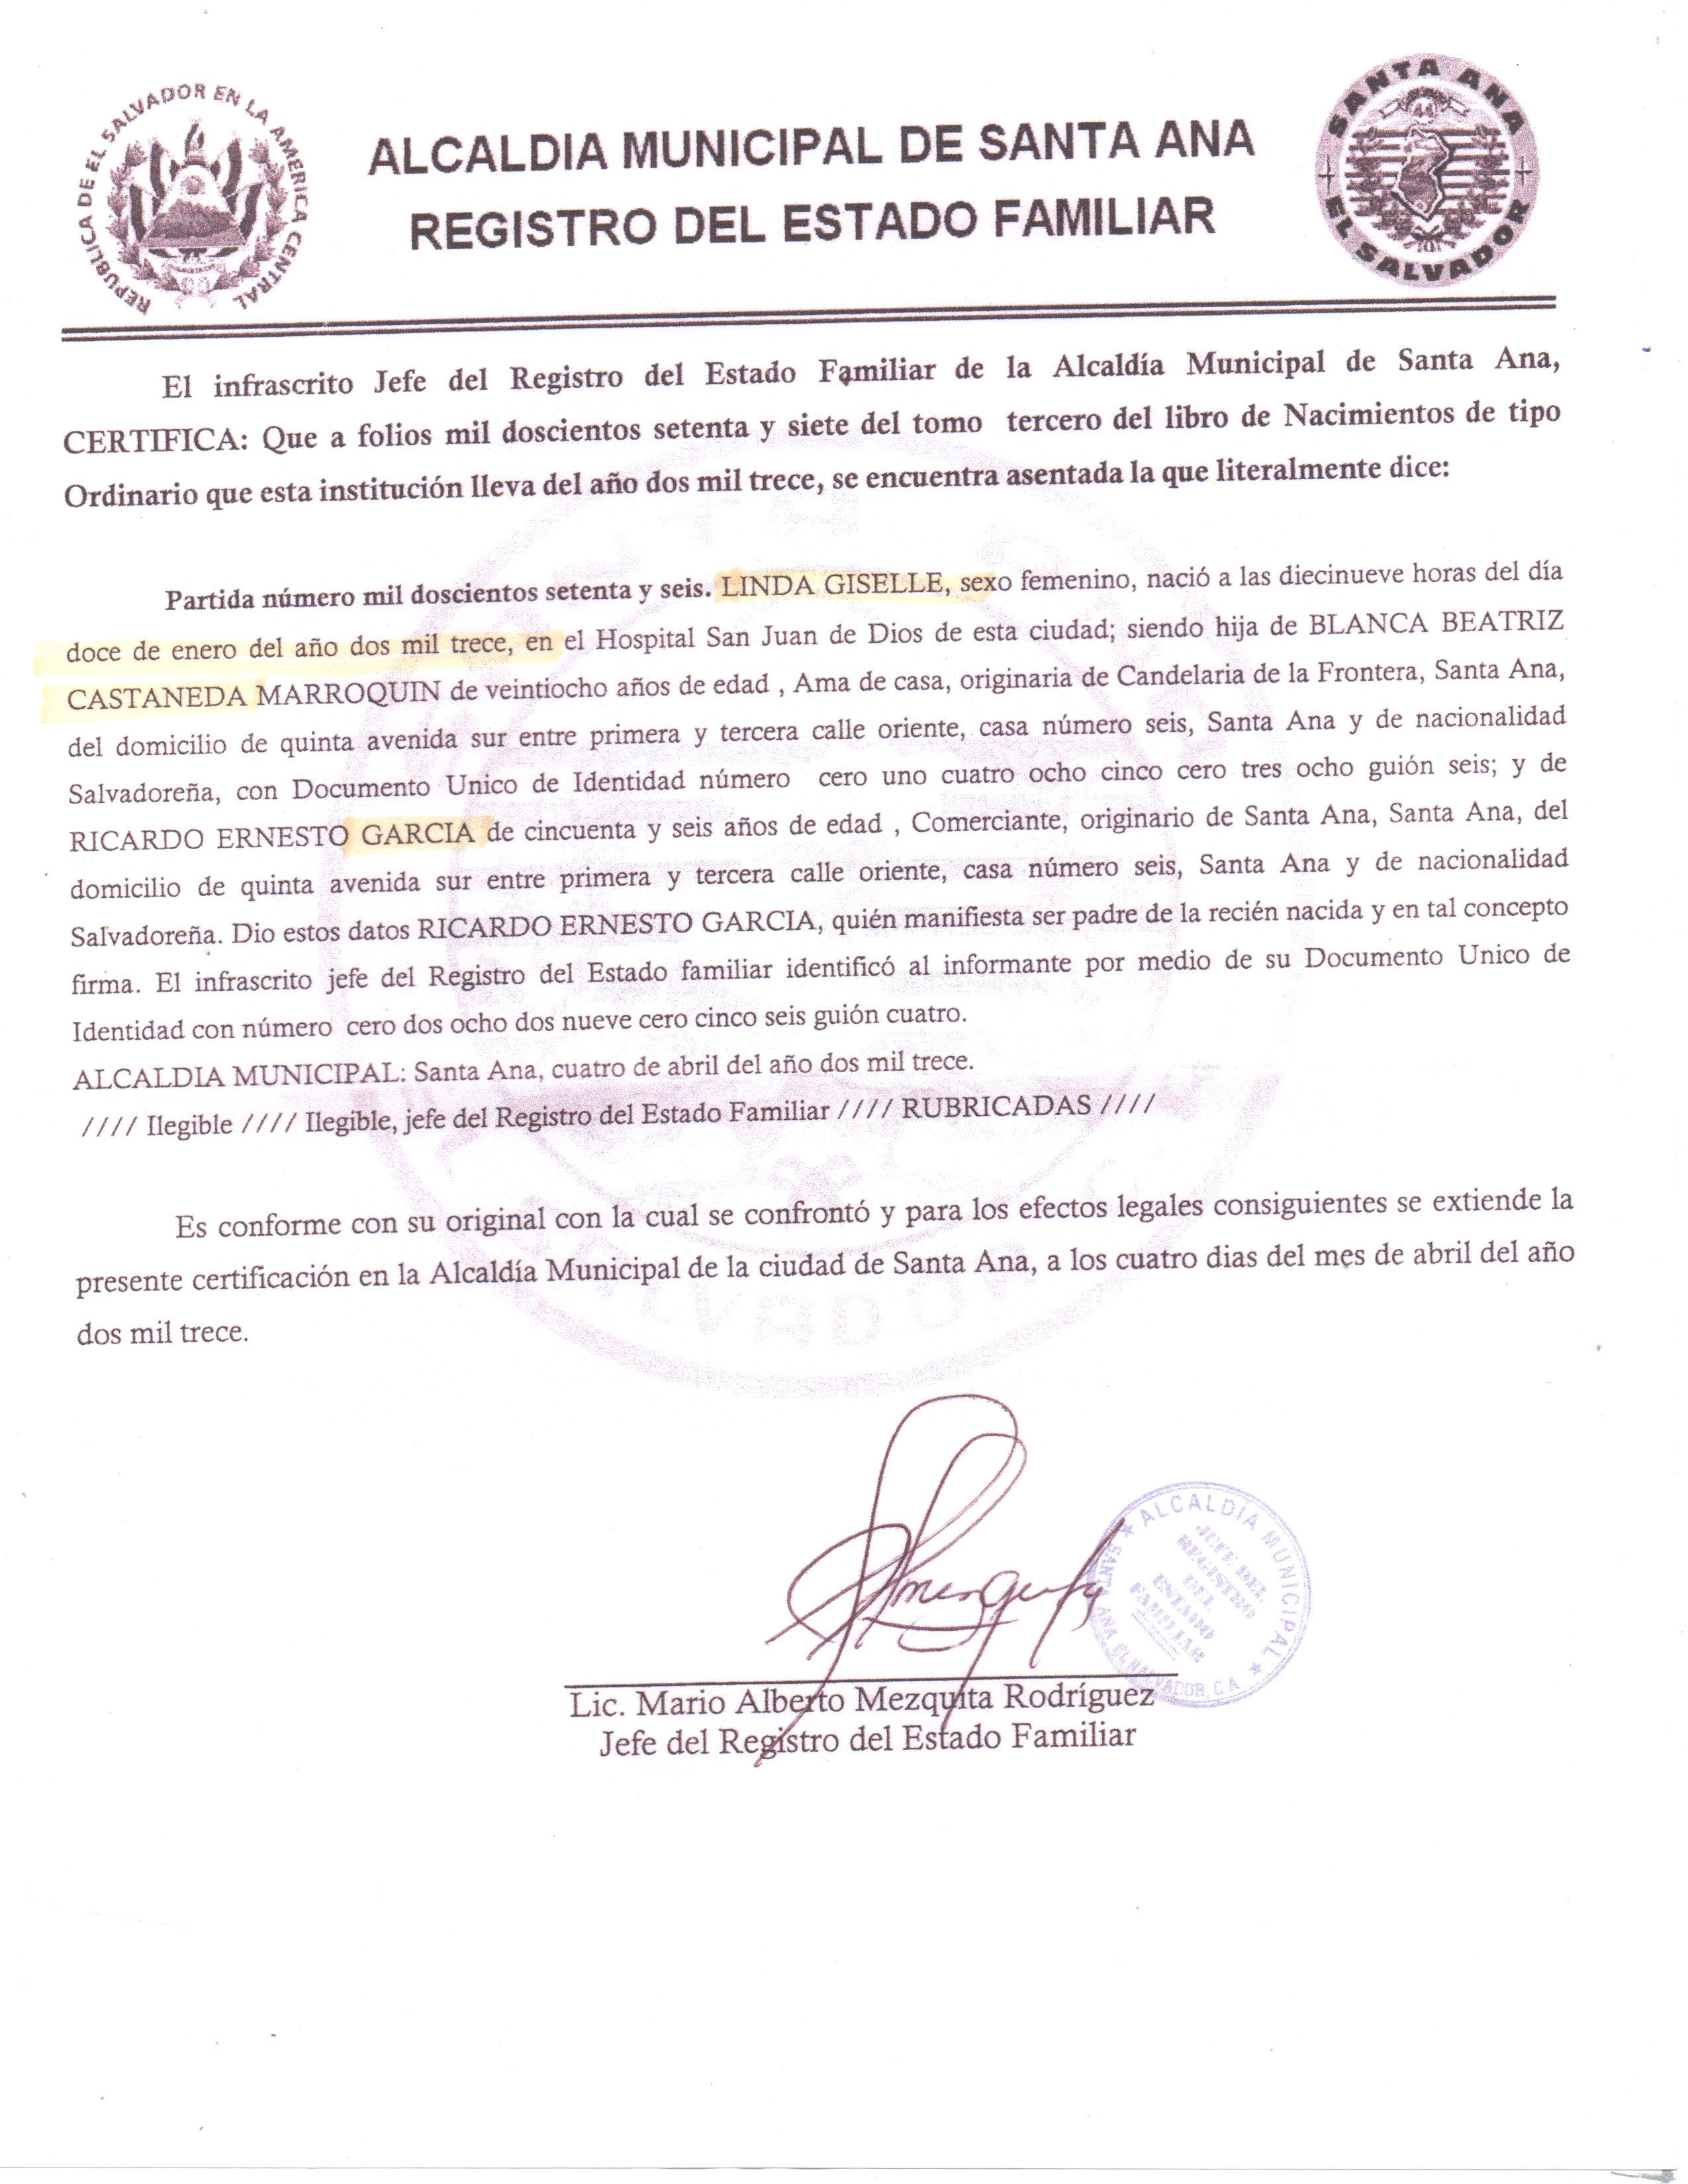 REPUBLICA DE EL SALVADOR EN LA AMERICA CENTRAL
SANTA ANA
EL SALVADOR
ALCALDIA MUNICIPAL DE SANTA ANA
REGISTRO DEL ESTADO FAMILIAR
El infrascrito Jefe del Registro del Estado Familiar de la Alcaldía Municipal de Santa Ana,
CERTIFICA: Que a folios mil doscientos setenta y siete del tomo tercero del libro de Nacimientos de tipo
Ordinario que esta institución lleva del año dos mil trece, se encuentra asentada la que literalmente dice:
Partida número mil doscientos setenta y seis. LINDA GISELLE, sexo femenino, nació a las diecinueve horas del día
doce de enero del año dos mil trece, en el Hospital San Juan de Dios de esta ciudad; siendo hija de BLANCA BEATRIZ
CASTANEDA MARROQUIN de veintiocho años de edad , Ama de casa, originaria de Candelaria de la Frontera, Santa Ana,
del domicilio de quinta avenida sur entre primera y tercera calle oriente, casa número seis, Santa Ana y de nacionalidad
Salvadoreña, con Documento Unico de Identidad número cero uno cuatro ocho cinco cero tres ocho guión seis; y de
RICARDO ERNESTO GARCIA de cincuenta y seis años de edad , Comerciante, originario de Santa Ana, Santa Ana, del
domicilio de quinta avenida sur entre primera y tercera calle oriente, casa número seis, Santa Ana y de nacionalidad
Salvadoreña. Dio estos datos RICARDO ERNESTO GARCIA, quién manifiesta ser padre de la recién nacida y en tal concepto
firma. El infrascrito jefe del Registro del Estado familiar identificó al informante por medio de su Documento Unico de
Identidad con número cero dos ocho dos nueve cero cinco seis guión cuatro.
ALCALDIA MUNICIPAL: Santa Ana, cuatro de abril del año dos mil trece.
//// Ilegible //// Ilegible, jefe del Registro del Estado Familiar //// RUBRICADAS ////
Es conforme con su original con la cual se confrontó y para los efectos legales consiguientes se extiende la
presente certificación en la Alcaldía Municipal de la ciudad de Santa Ana, a los cuatro dias del mes de abril del año
dos mil trece.
ALCALDÍA MUNICIPAL
SANTA ANA EL SALVADOR, C.A.
JEFE DEL
REGISTRO
DEL
ESTADO
FAMILIAR
Lic. Mario Alberto Mezquita Rodríguez
Jefe del Registro del Estado Familiar